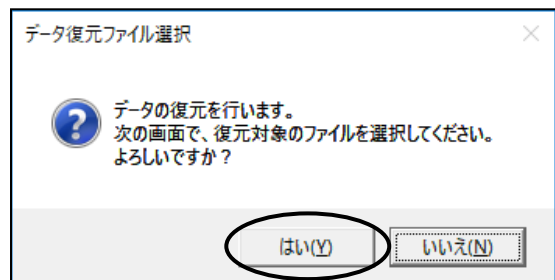 データ復元ファイル選択
データの復元を行います。
次の画面で、復元対象のファイルを選択してください。
よろしいですか？
はい(Y)
いいえ(N)